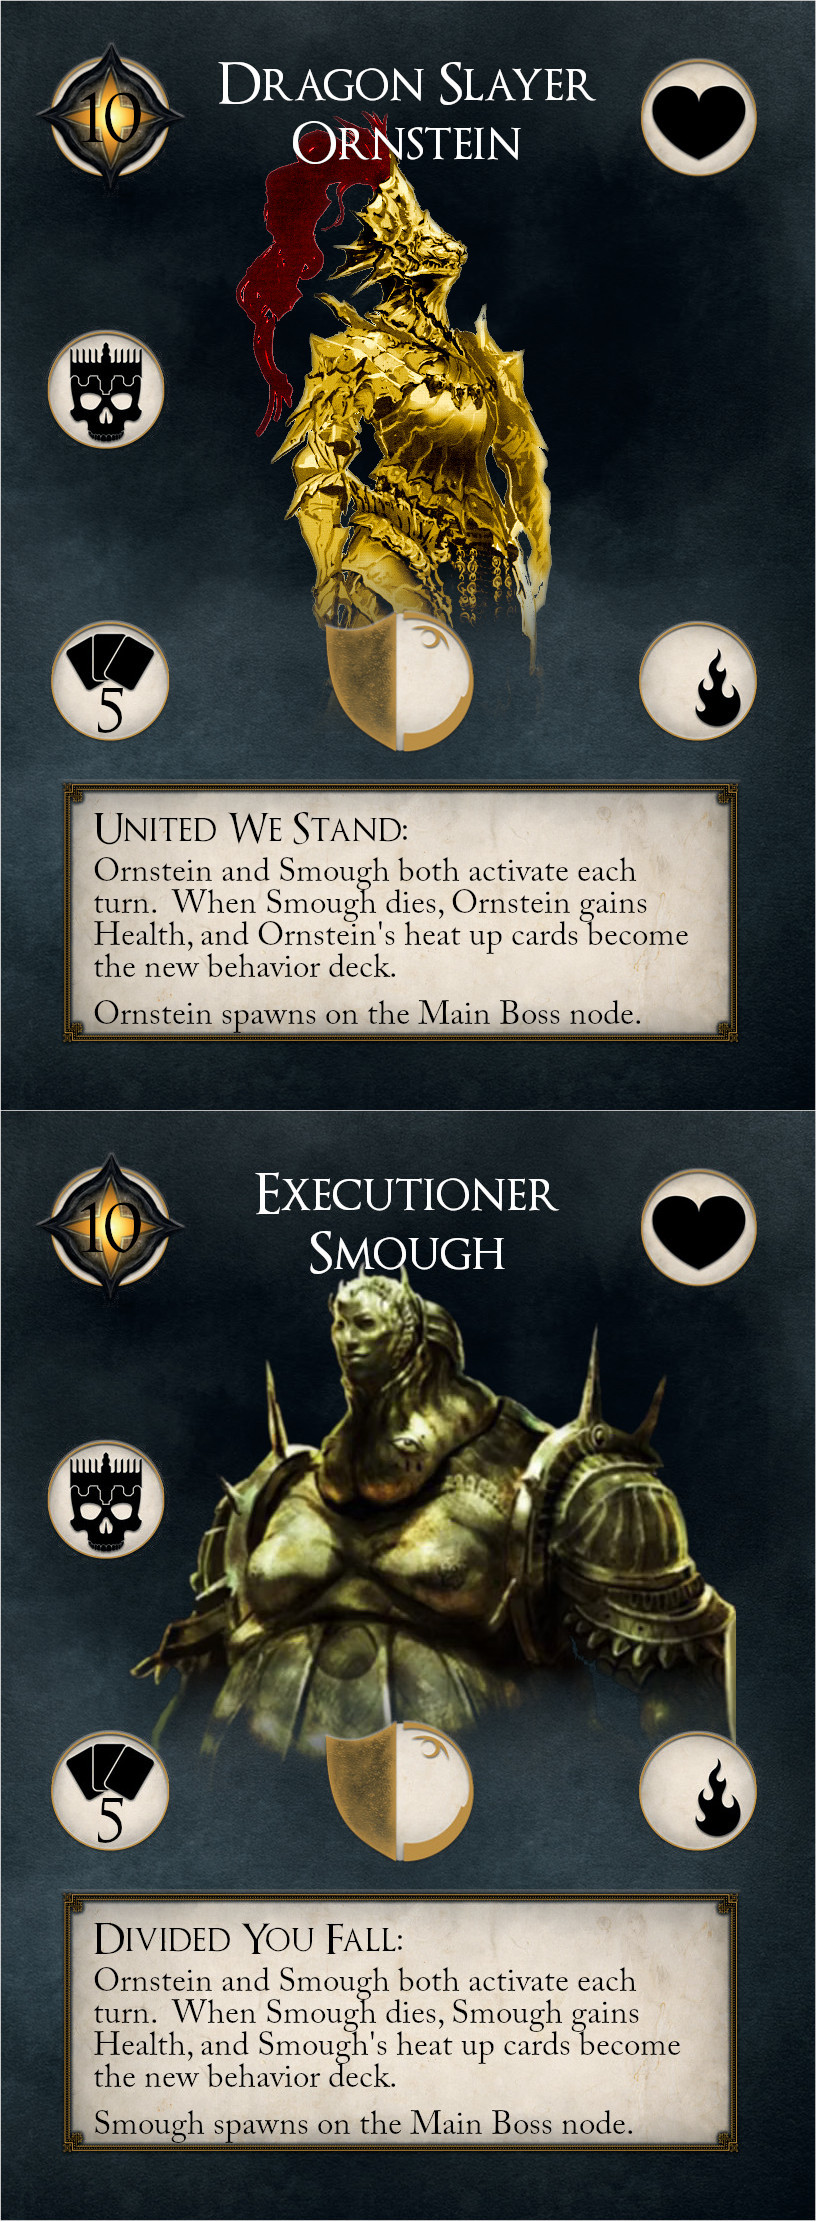 10
Dragon Slayer
Ornstein
5
United We Stand:
Ornstein and Smough both activate each
turn. When Smough dies, Ornstein gains
Health, and Ornstein's heat up cards become
the new behavior deck.
Ornstein spawns on the Main Boss node.
10
Executioner
Smough
5
Divided You Fall:
Ornstein and Smough both activate each
turn. When Smough dies, Smough gains
Health, and Smough's heat up cards become
the new behavior deck.
Smough spawns on the Main Boss node.